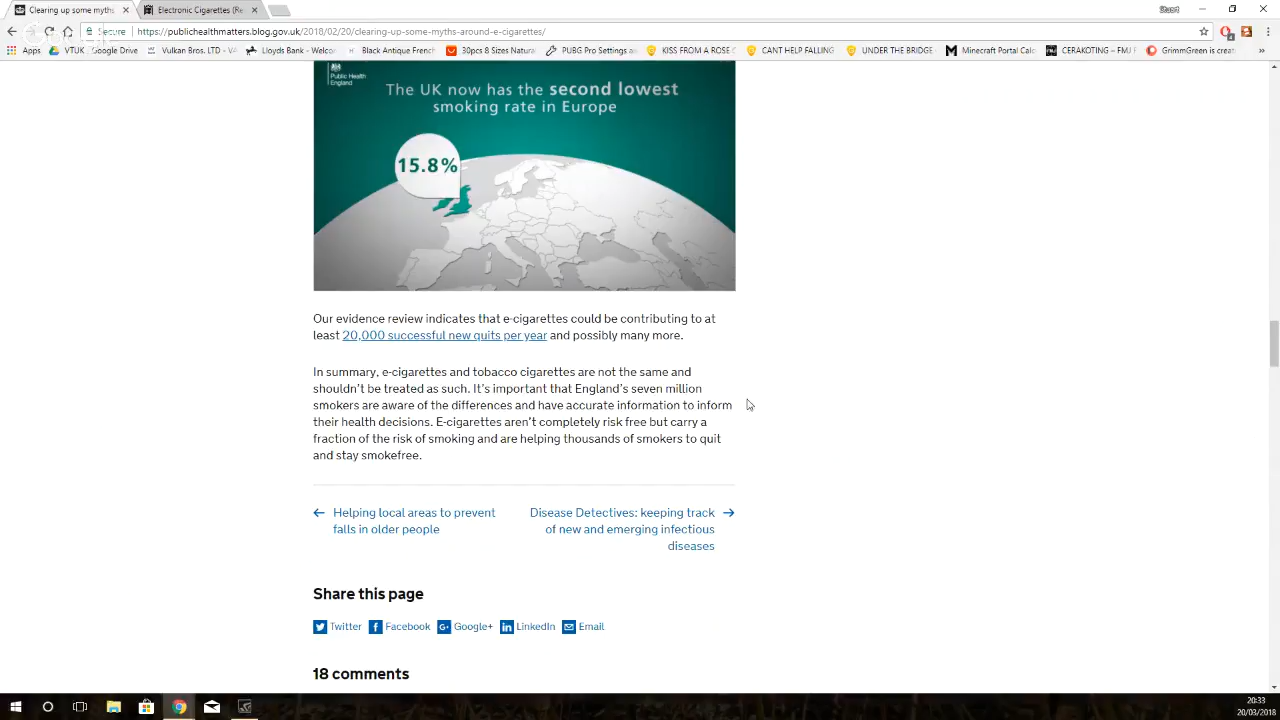 Clearing up some myths
Electronic Cigarettes (Re
Secure
https://publichealthmatters.blog.gov.uk/2018/02/20/clearing-up-some-myths-around-e-cigarettes/
Apps
VTUK
Google Drive
Vulkan Bros. LTD - V
Lloyds Bank - Welcom
Black Antique French
30pcs 8 Sizes Natura
PUBG Pro Settings an
KISS FROM A ROSE C
CANT HELP FALLING
UNDER THE BRIDGE
Minecraft Portal Calc
CERAKOTING – FMJ F
GrimmGreen is creat
Public Health
England
The UK now has the second lowest
smoking rate in Europe
15.8%
Our evidence review indicates that e-cigarettes could be contributing to at
least 20,000 successful new quits per year and possibly many more.
In summary, e-cigarettes and tobacco cigarettes are not the same and
shouldn't be treated as such. It's important that England's seven million
smokers are aware of the differences and have accurate information to inform
their health decisions. E-cigarettes aren't completely risk free but carry a
fraction of the risk of smoking and are helping thousands of smokers to quit
and stay smokefree.
← Helping local areas to prevent
falls in older people
Disease Detectives: keeping track →
of new and emerging infectious
diseases
Share this page
Twitter Facebook Google+ LinkedIn Email
18 comments
20:33
20/03/2018